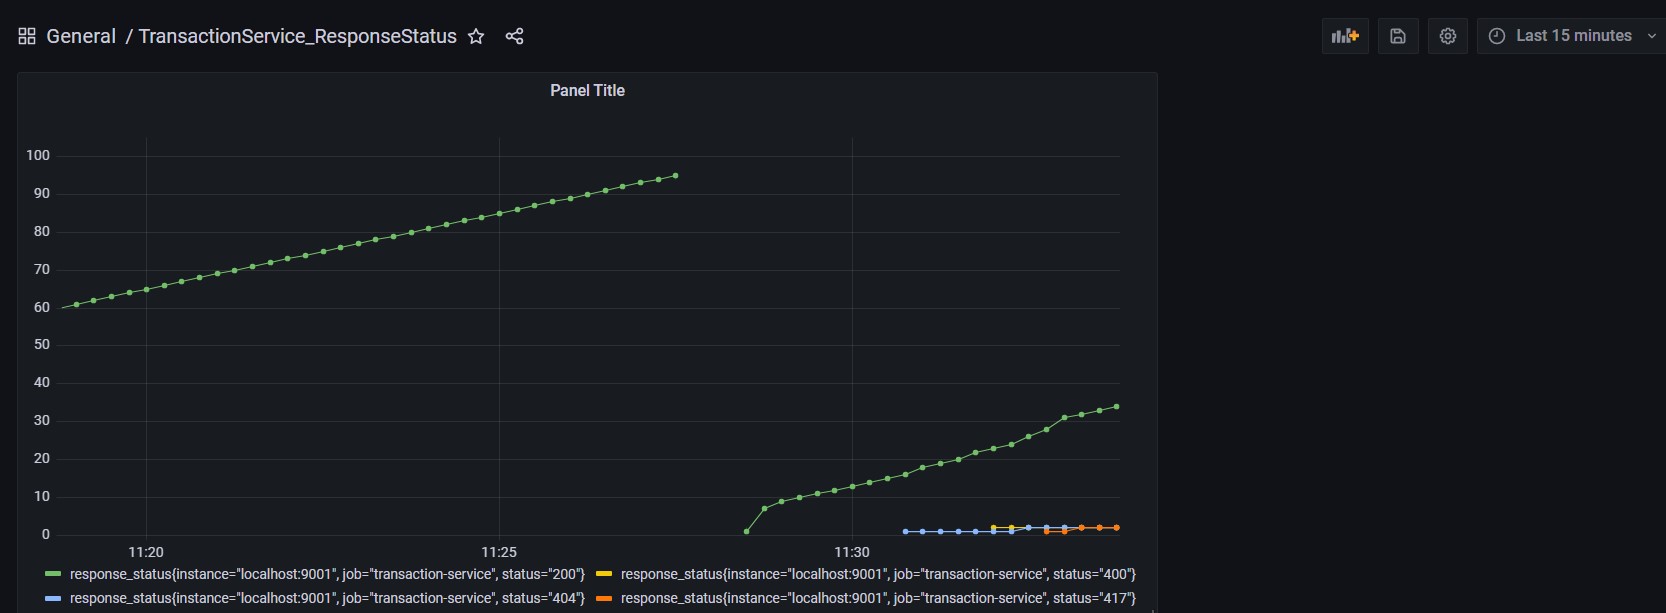 General / TransactionService_ResponseStatus
Last 15 minutes
Panel Title
100
90
80
70
60
50
40
30
20
10
0
11:20 11:25 11:30
response_status{instance="localhost:9001", job="transaction-service", status="200"} response_status{instance="localhost:9001", job="transaction-service", status="400"}
response_status{instance="localhost:9001", job="transaction-service", status="404"} response_status{instance="localhost:9001", job="transaction-service", status="417"}